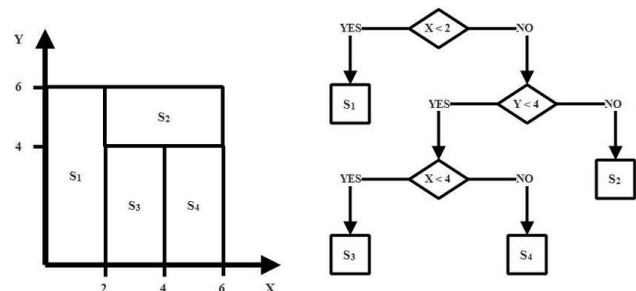 Y
6
4
S₁
S₂
S₃
S₄
2
4
6
X
X < 2
YES
NO
S₁
Y < 4
YES
NO
X < 4
S₂
YES
NO
S₃
S₄